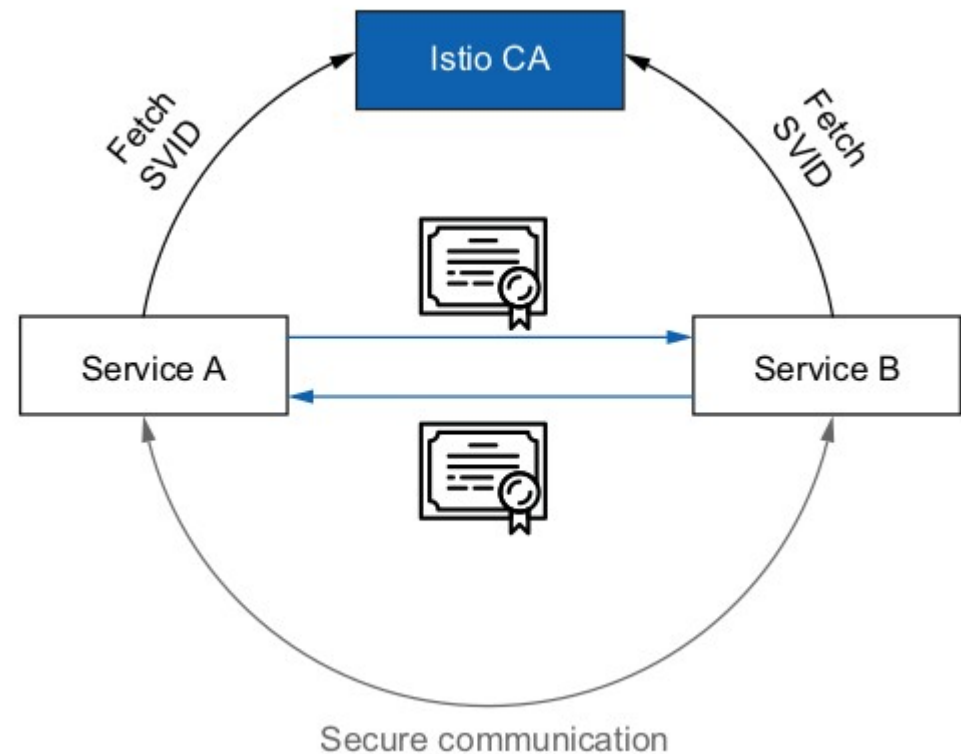 Istio CA
Fetch
SVID
Fetch
SVID
Service A
Service B
Secure communication